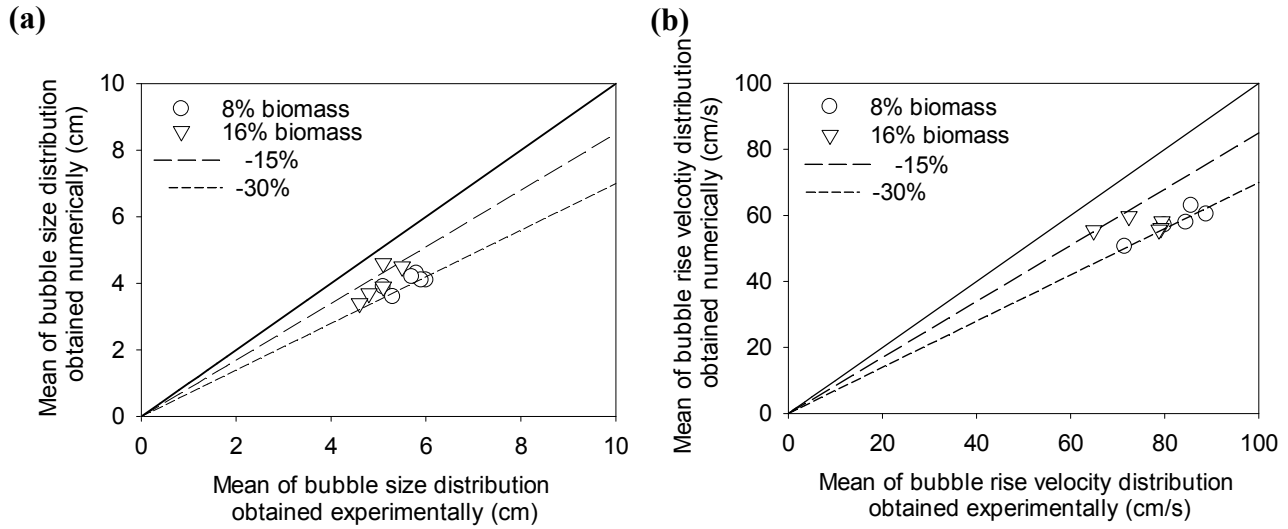 (a)
Mean of bubble size distribution
obtained numerically (cm)
10
8
6
4
2
0
8% biomass
16% biomass
-15%
-30%
0 2 4 6 8 10
Mean of bubble size distribution
obtained experimentally (cm)
(b)
Mean of bubble rise velcotiy distribution
obtained numerically (cm/s)
100
80
60
40
20
0
8% biomass
16% biomass
-15%
-30%
0 20 40 60 80 100
Mean of bubble rise velocity distribution
obtained experimentally (cm/s)